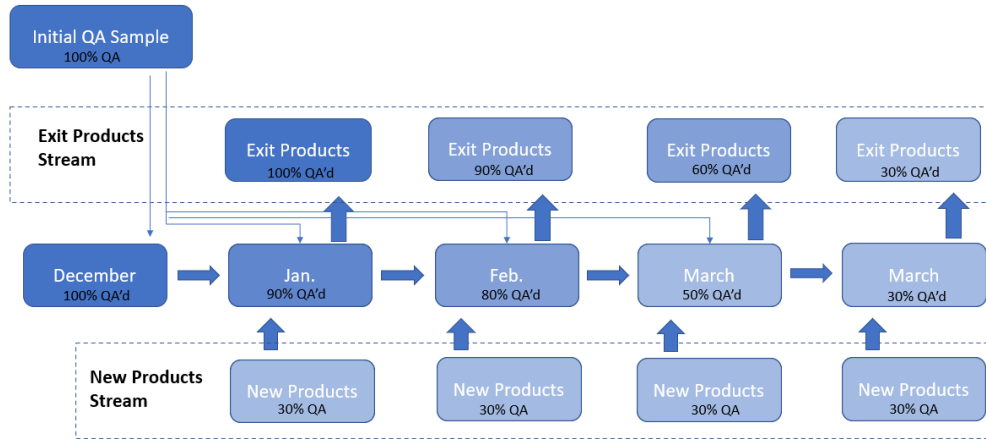 Initial QA Sample
100% QA
Exit Products
Stream
Exit Products
100% QA’d
Exit Products
90% QA’d
Exit Products
60% QA’d
Exit Products
30% QA’d
December
100% QA’d
Jan.
90% QA’d
Feb.
80% QA’d
March
50% QA’d
March
30% QA’d
New Products
Stream
New Products
30% QA
New Products
30% QA
New Products
30% QA
New Products
30% QA